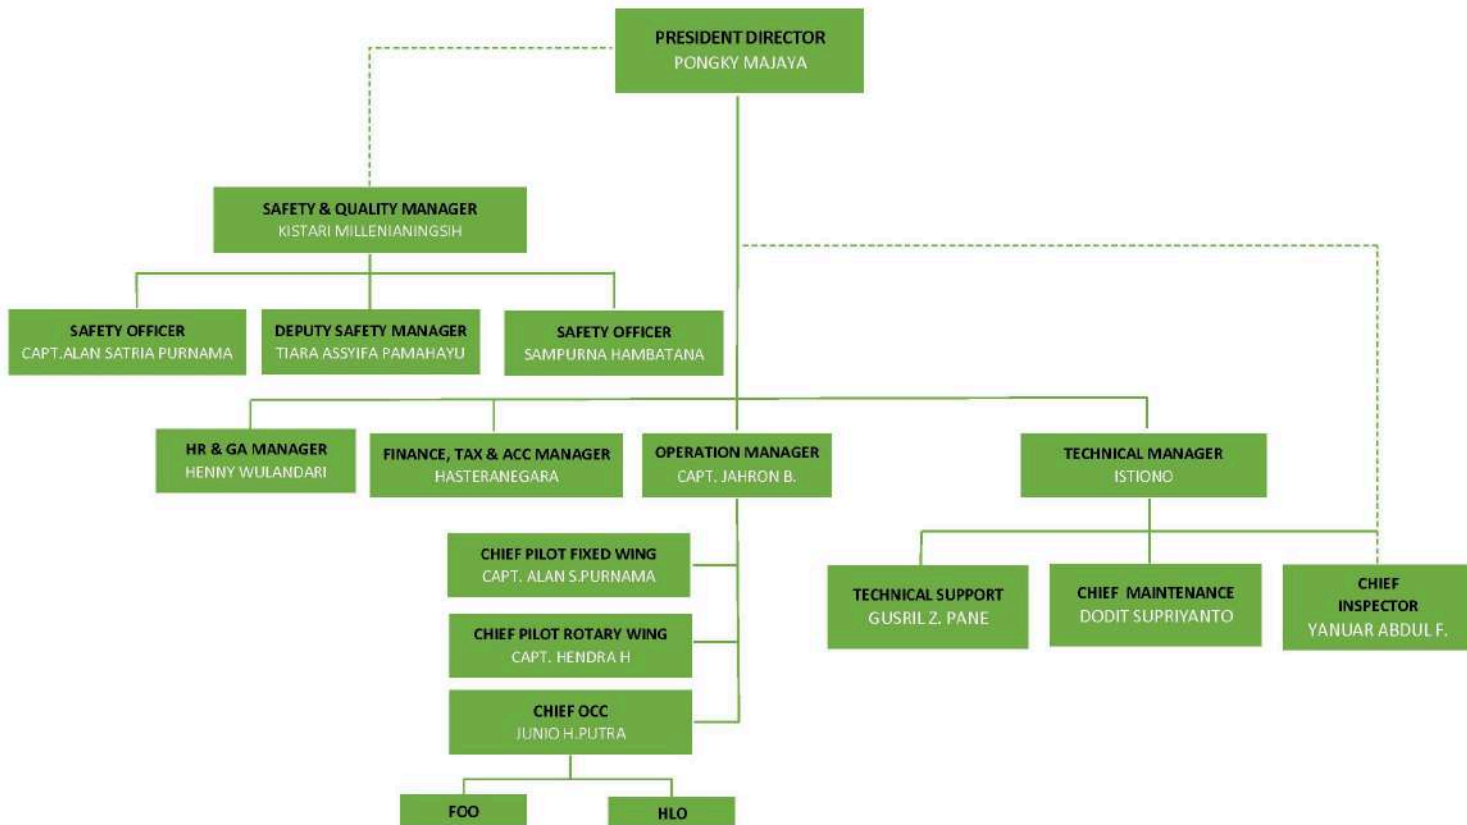 PRESIDENT DIRECTOR
PONGKY MAJAYA
SAFETY & QUALITY MANAGER
KISTARI MILLENIANINGSIH
SAFETY OFFICER
CAPT.ALAN SATRIA PURNAMA
DEPUTY SAFETY MANAGER
TIARA ASSYIFA PAMAHAYU
SAFETY OFFICER
SAMPURNA HAMBATANA
HR & GA MANAGER
HENNY WULANDARI
FINANCE, TAX & ACC MANAGER
HASTERANEGARA
OPERATION MANAGER
CAPT. JAHRON B.
TECHNICAL MANAGER
ISTIONO
CHIEF PILOT FIXED WING
CAPT. ALAN S.PURNAMA
CHIEF PILOT ROTARY WING
CAPT. HENDRA H
CHIEF OCC
JUNIO H.PUTRA
TECHNICAL SUPPORT
GUSRIL Z. PANE
CHIEF MAINTENANCE
DODIT SUPRIYANTO
CHIEF
INSPECTOR
YANUAR ABDUL F.
FOO
HLO